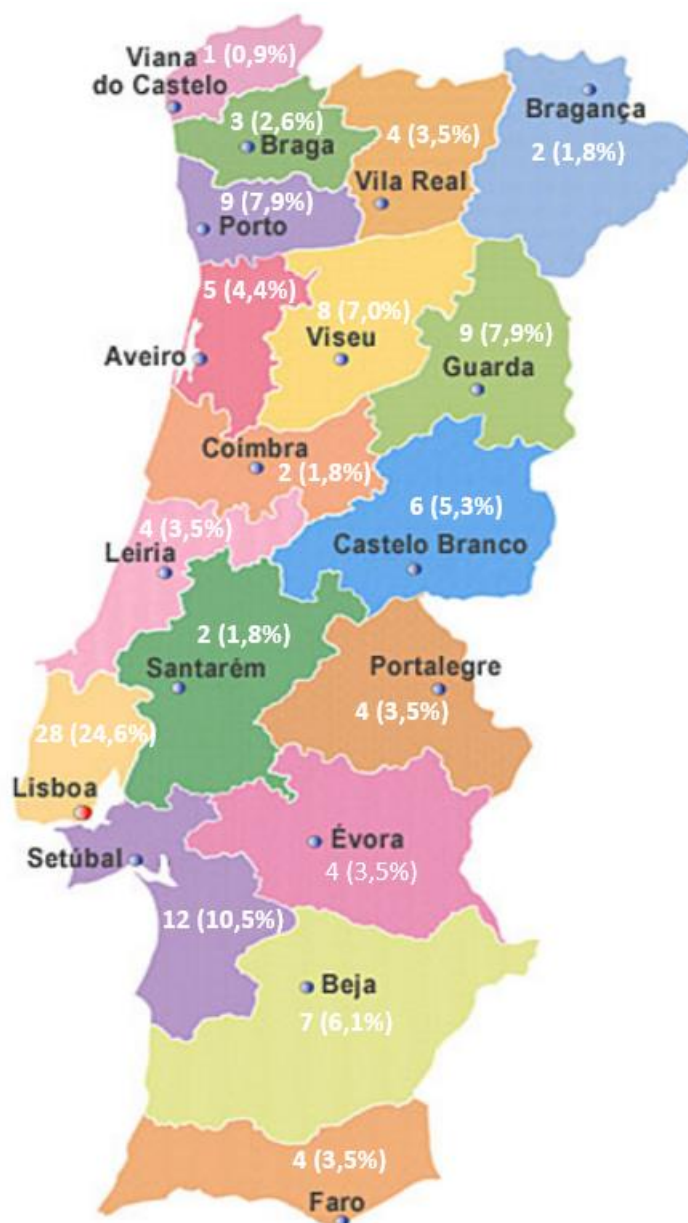 1 (0,9%)
Viana
do Castelo
3 (2,6%)
Braga
4 (3,5%)
Vila Real
Bragança
2 (1,8%)
9 (7,9%)
Porto
5 (4,4%)
Aveiro
8 (7,0%)
Viseu
9 (7,9%)
Guarda
Coímbra
2 (1,8%)
4 (3,5%)
Leiria
6 (5,3%)
Castelo Branco
2 (1,8%)
Santarém
Portalegre
4 (3,5%)
28 (24,6%)
Lisboa
Setúbal
12 (10,5%)
Évora
4 (3,5%)
Beja
7 (6,1%)
4 (3,5%)
Faro